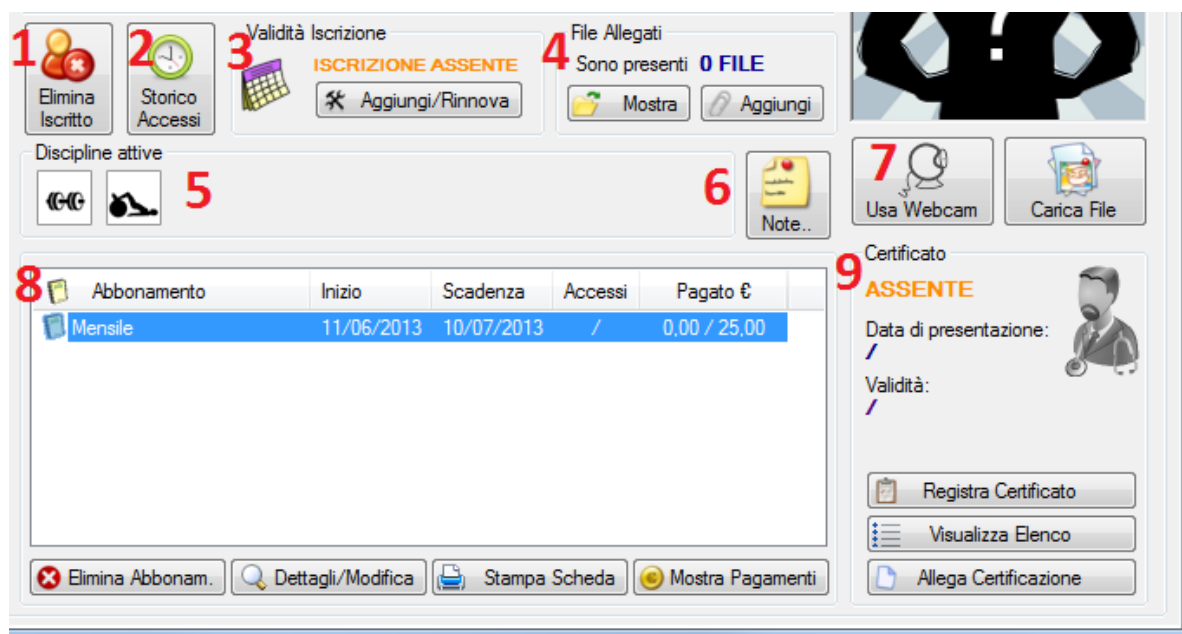 ?
1
Elimina
Iscritto
2
Storico
Accessi
3
Validità Iscrizione
ISCRIZIONE ASSENTE
Aggiungi/Rinnova
4
File Allegati
Sono presenti 0 FILE
Mostra
Aggiungi
Discipline attive
5
6
Note..
7
Usa Webcam
Carica File
8
Abbonamento Inizio Scadenza Accessi Pagato €
Mensile 11/06/2013 10/07/2013 / 0,00 / 25,00
Elimina Abbonam.
Dettagli/Modifica
Stampa Scheda
Mostra Pagamenti
9
Certificato
ASSENTE
Data di presentazione:
/
Validità:
/
Registra Certificato
Visualizza Elenco
Allega Certificazione